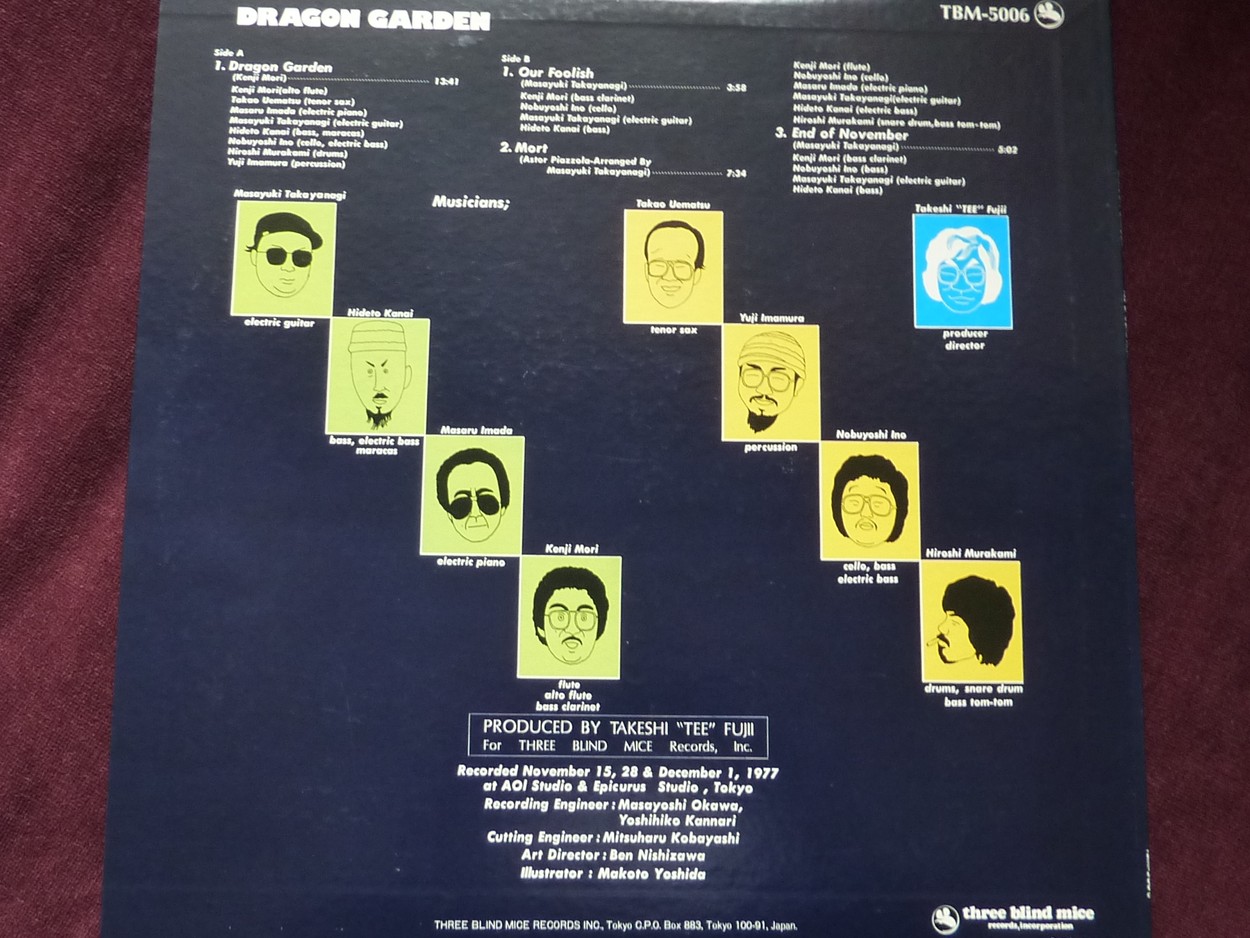 DRAGON GARDEN
TBM-5006
Side A
1. Dragon Garden
(Kenji Mori) 13:41
Kenji Mori(alto flute)
Takao Uematsu (tenor sax)
Masaru Imada (electric piano)
Masayuki Takayanagi (electric guitar)
Hideto Kanai (bass, maracas)
Nobuyoshi Ino (cello, electric bass)
Hiroshi Murakami (drums)
Yuji Imamura (percussion)
Side B
1. Our Foolish
(Masayuki Takayanagi) 3:58
Kenji Mori (bass clarinet)
Nobuyoshi Ino (cello)
Masayuki Takayanagi (electric guitar)
Hideto Kanai (bass)
2. Mort
(Astor Piazzola-Arranged By
Masayuki Takayanagi) 7:34
Kenji Mori (flute)
Nobuyoshi Ino (cello)
Masaru Imada (electric piano)
Masayuki Takayanagi(electric guitar)
Hideto Kanai (electric bass)
Hiroshi Murakami (snare drum,bass tom-tom)
3. End of November
(Masayuki Takayanagi) 5:02
Kenji Mori (bass clarinet)
Nobuyoshi Ino (bass)
Masayuki Takayanagi (electric guitar)
Hideto Kanai (bass)
Musicians;
Masayuki Takayanagi
electric guitar
Hideto Kanai
bass, electric bass
maracas
Masaru Imada
electric piano
Kenji Mori
flute
alto flute
bass clarinet
Takao Uematsu
tenor sax
Yuji Imamura
percussion
Nobuyoshi Ino
cello, bass
electric bass
Hiroshi Murakami
drums, snare drum
bass tom-tom
Takeshi "TEE" Fujii
producer
director
PRODUCED BY TAKESHI "TEE" FUJII
For THREE BLIND MICE Records, Inc.
Recorded November 15, 28 & December 1, 1977
at AOI Studio & Epicurus Studio , Tokyo
Recording Engineer : Masayoshi Okawa,
Yoshihiko Kannari
Cutting Engineer : Mitsuharu Kobayashi
Art Director : Ben Nishizawa
Illustrator : Makoto Yoshida
THREE BLIND MICE RECORDS INC., Tokyo C.P.O. Box 883, Tokyo 100-91, Japan.
three blind mice
records,incorporation